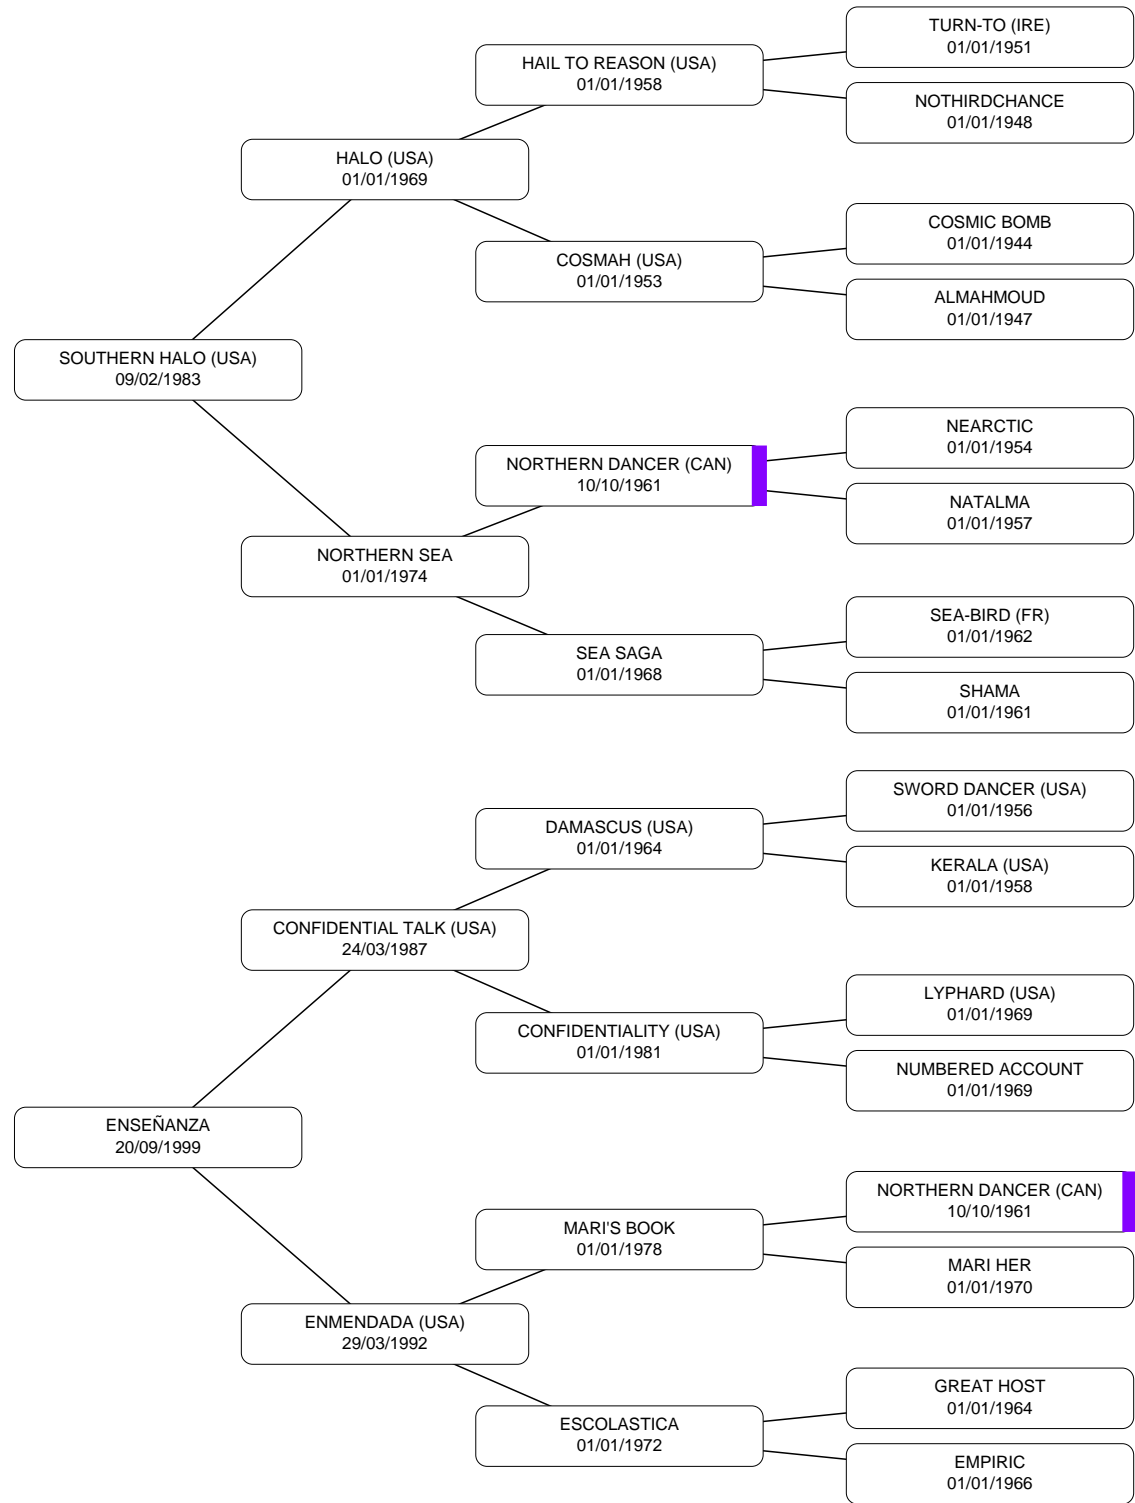 TURN-TO (IRE)
01/01/1951
HAIL TO REASON (USA)
01/01/1958
NOTHIRDCHANCE
01/01/1948
HALO (USA)
01/01/1969
COSMIC BOMB
01/01/1944
COSMAH (USA)
01/01/1953
ALMAHMOUD
01/01/1947
SOUTHERN HALO (USA)
09/02/1983
NEARCTIC
01/01/1954
NORTHERN DANCER (CAN)
10/10/1961
NATALMA
01/01/1957
NORTHERN SEA
01/01/1974
SEA-BIRD (FR)
01/01/1962
SEA SAGA
01/01/1968
SHAMA
01/01/1961
SWORD DANCER (USA)
01/01/1956
DAMASCUS (USA)
01/01/1964
KERALA (USA)
01/01/1958
CONFIDENTIAL TALK (USA)
24/03/1987
LYPHARD (USA)
01/01/1969
CONFIDENTIALITY (USA)
01/01/1981
NUMBERED ACCOUNT
01/01/1969
ENSEÑANZA
20/09/1999
NORTHERN DANCER (CAN)
10/10/1961
MARI'S BOOK
01/01/1978
MARI HER
01/01/1970
ENMENDADA (USA)
29/03/1992
GREAT HOST
01/01/1964
ESCOLASTICA
01/01/1972
EMPIRIC
01/01/1966